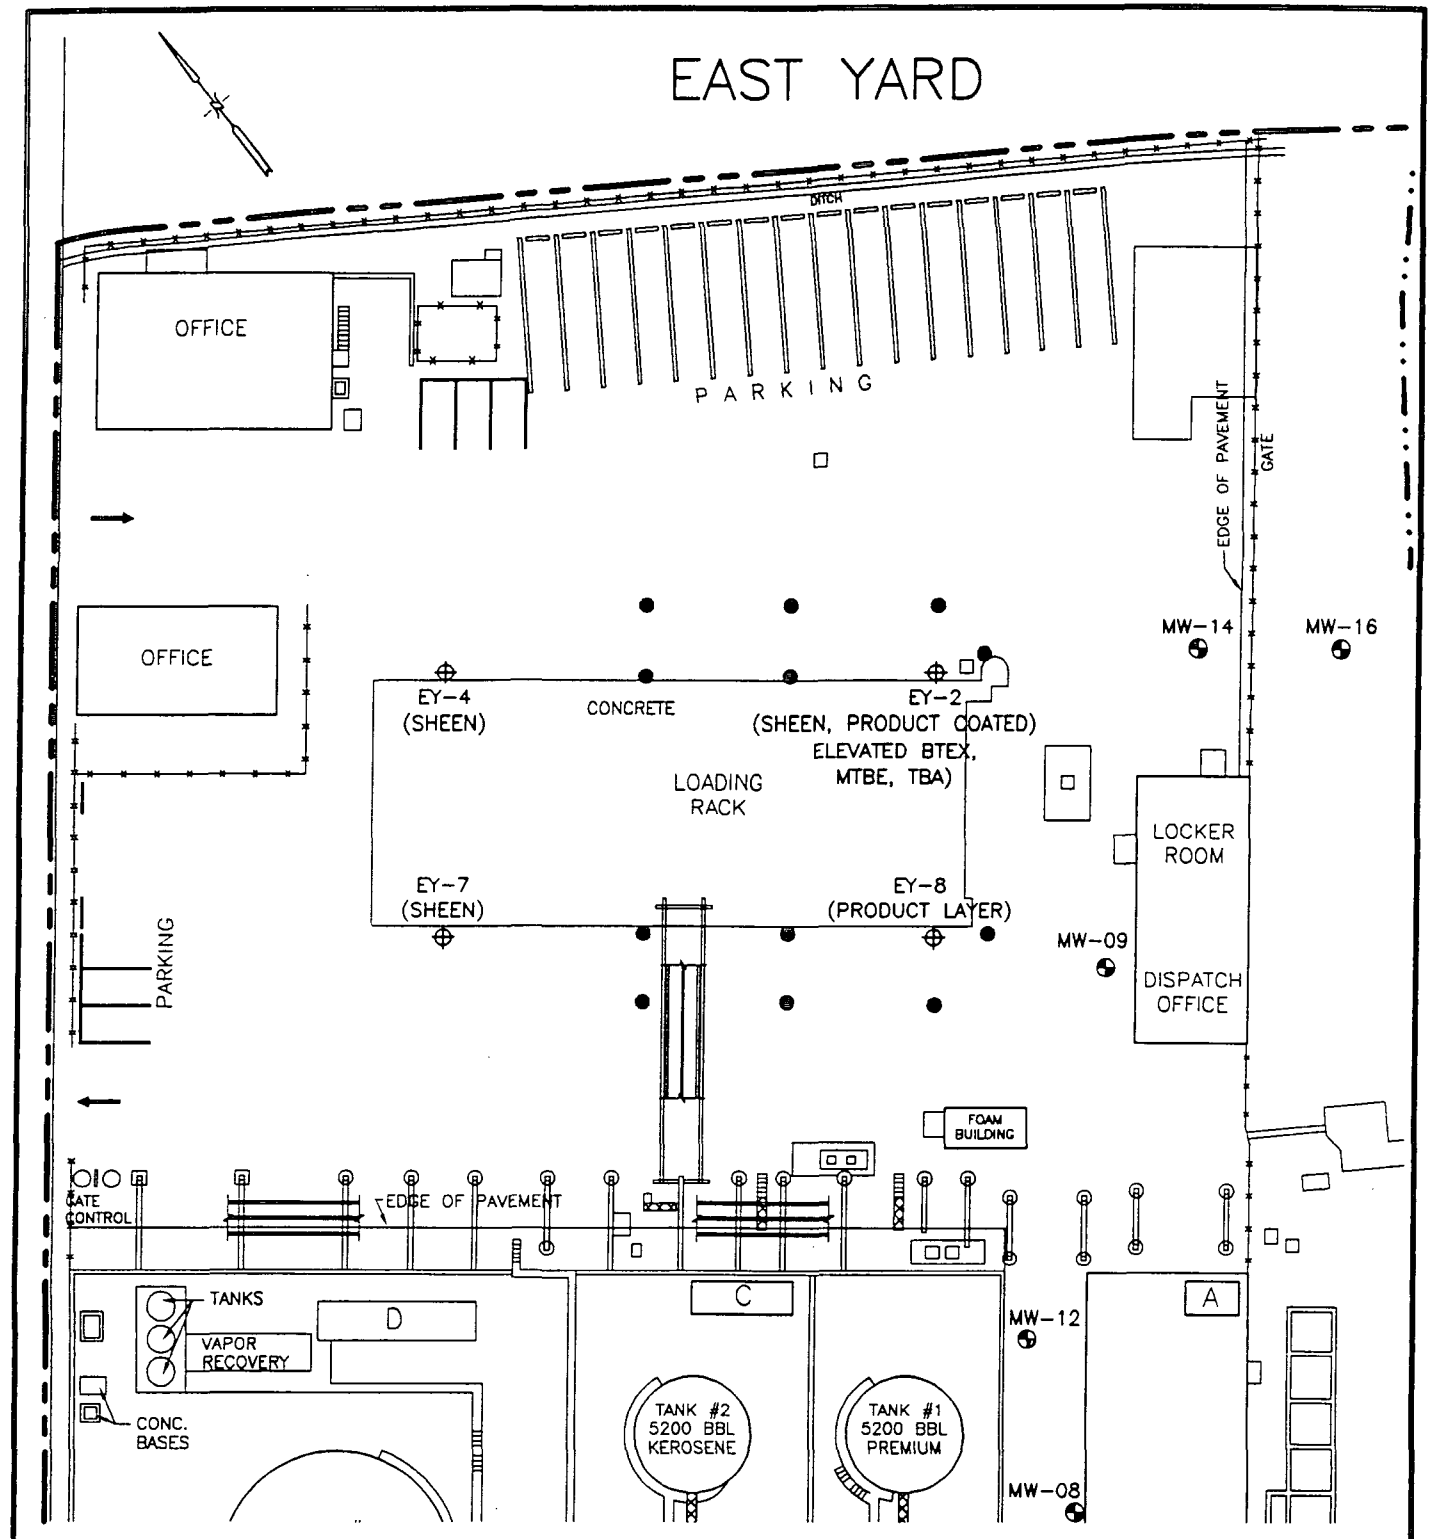 EAST YARD
DITCH
OFFICE
PARKING
EDGE OF PAVEMENT
GATE
OFFICE
MW-14
MW-16
EY-4
(SHEEN)
CONCRETE
EY-2
(SHEEN, PRODUCT COATED)
ELEVATED BTEX,
MTBE, TBA)
LOADING
RACK
LOCKER
ROOM
EY-7
(SHEEN)
EY-8
(PRODUCT LAYER)
PARKING
MW-09
DISPATCH
OFFICE
FOAM
BUILDING
GATE
CONTROL
EDGE OF PAVEMENT
TANKS
D
C
A
VAPOR
RECOVERY
MW-12
CONC.
BASES
TANK #2
5200 BBL
KEROSENE
TANK #1
5200 BBL
PREMIUM
MW-08